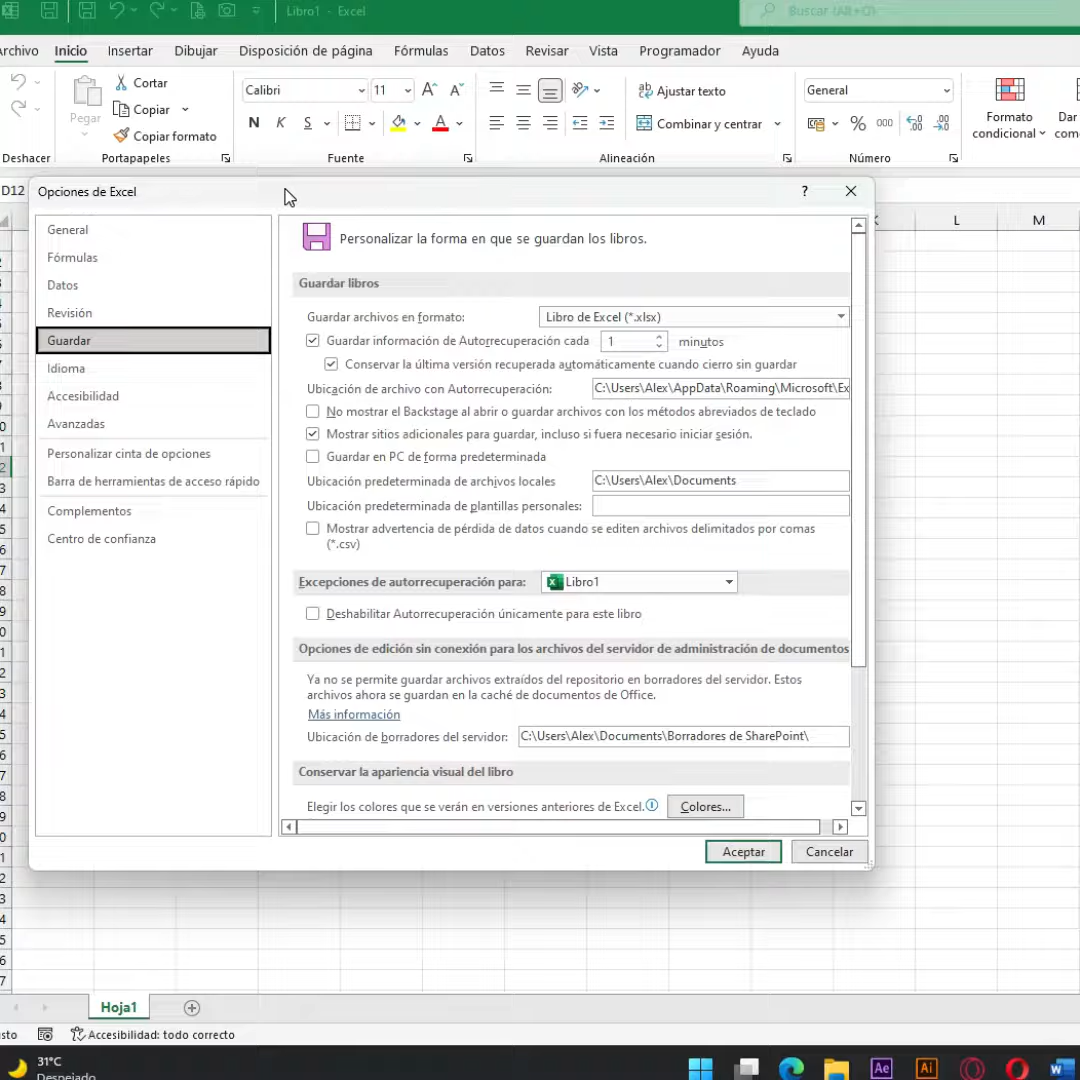 Libro1 - Excel
Buscar (Alt+Q)
Archivo Inicio Insertar Dibujar Disposición de página Fórmulas Datos Revisar Vista Programador Ayuda
Pegar
Cortar
Copiar
Copiar formato
Calibri 11
N K S
Ajustar texto
Combinar y centrar
General
% 000
Formato
condicional
Dar
Deshacer Portapapeles Fuente Alineación Número
D12
Opciones de Excel
?
K L M
General
Fórmulas
Datos
Revisión
Guardar
Idioma
Accesibilidad
Avanzadas
Personalizar cinta de opciones
Barra de herramientas de acceso rápido
Complementos
Centro de confianza
Personalizar la forma en que se guardan los libros.
Guardar libros
Guardar archivos en formato: Libro de Excel (*.xlsx)
Guardar información de Autorrecuperación cada 1 minutos
Conservar la última versión recuperada automáticamente cuando cierro sin guardar
Ubicación de archivo con Autorrecuperación: C:\Users\Alex\AppData\Roaming\Microsoft\Ex
No mostrar el Backstage al abrir o guardar archivos con los métodos abreviados de teclado
Mostrar sitios adicionales para guardar, incluso si fuera necesario iniciar sesión.
Guardar en PC de forma predeterminada
Ubicación predeterminada de archivos locales C:\Users\Alex\Documents
Ubicación predeterminada de plantillas personales:
Mostrar advertencia de pérdida de datos cuando se editen archivos delimitados por comas
(*.csv)
Excepciones de autorrecuperación para: Libro1
Deshabilitar Autorrecuperación únicamente para este libro
Opciones de edición sin conexión para los archivos del servidor de administración de documentos
Ya no se permite guardar archivos extraídos del repositorio en borradores del servidor. Estos
archivos ahora se guardan en la caché de documentos de Office.
Más información
Ubicación de borradores del servidor: C:\Users\Alex\Documents\Borradores de SharePoint\
Conservar la apariencia visual del libro
Elegir los colores que se verán en versiones anteriores de Excel. Colores...
Aceptar Cancelar
Hoja1
Accesibilidad: todo correcto
31°C
Despejado
Ae Ai